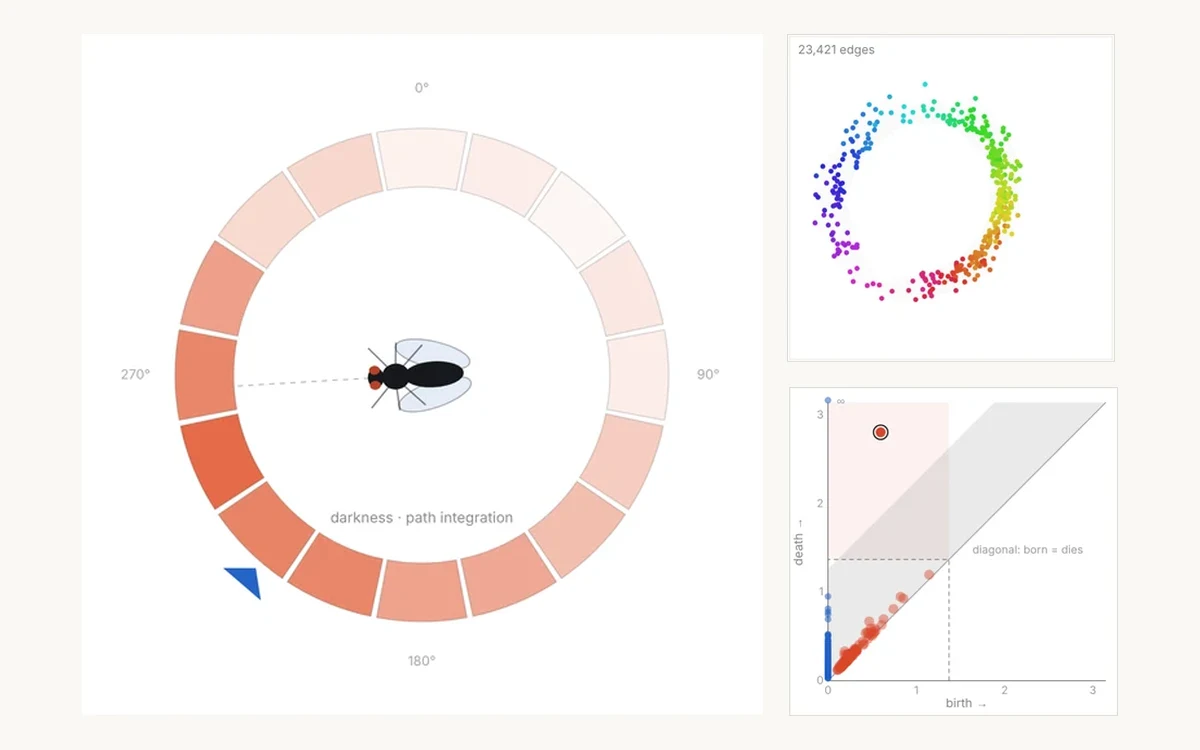 0°
270°
90°
darkness · path integration
180°
23,421 edges
∞
3
2
1
0
death →
diagonal: born = dies
0
1
2
3
birth →